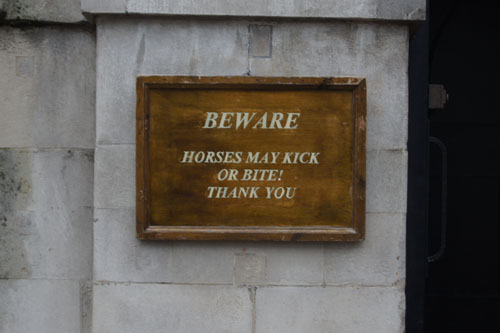 BEWARE
HORSES MAY KICK
OR BITE!
THANK YOU